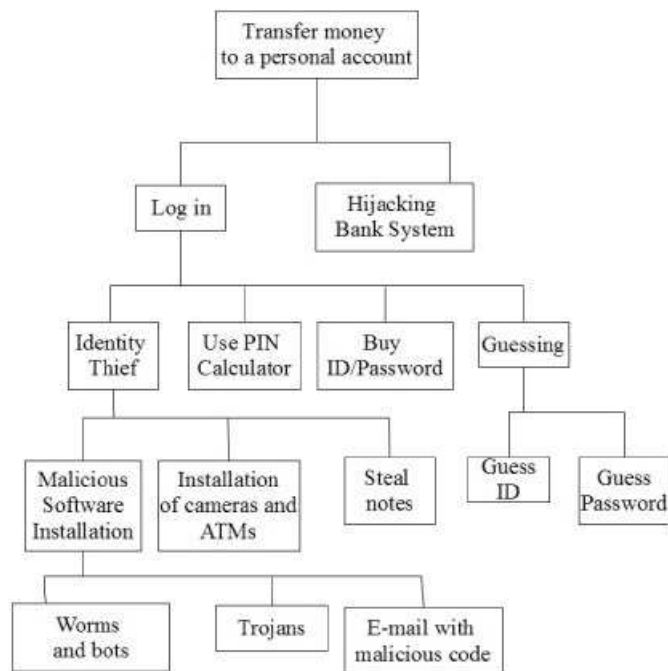 Transfer money
to a personal account
Log in
Hijacking
Bank System
Identity
Thief
Use PIN
Calculator
Buy
ID/Password
Guessing
Malicious
Software
Installation
Installation
of cameras and
ATMs
Steal
notes
Guess
ID
Guess
Password
Worms
and bots
Trojans
E-mail with
malicious code